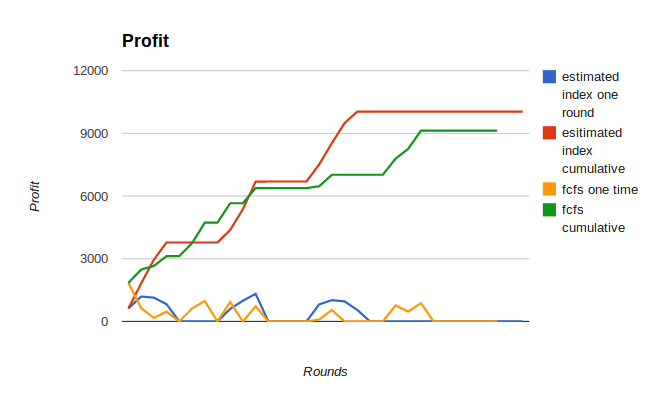 Profit
12000
9000
6000
3000
0
Profit
Rounds
estimated
index one
round
esitimated
index
cumulative
fcfs one time
fcfs
cumulative